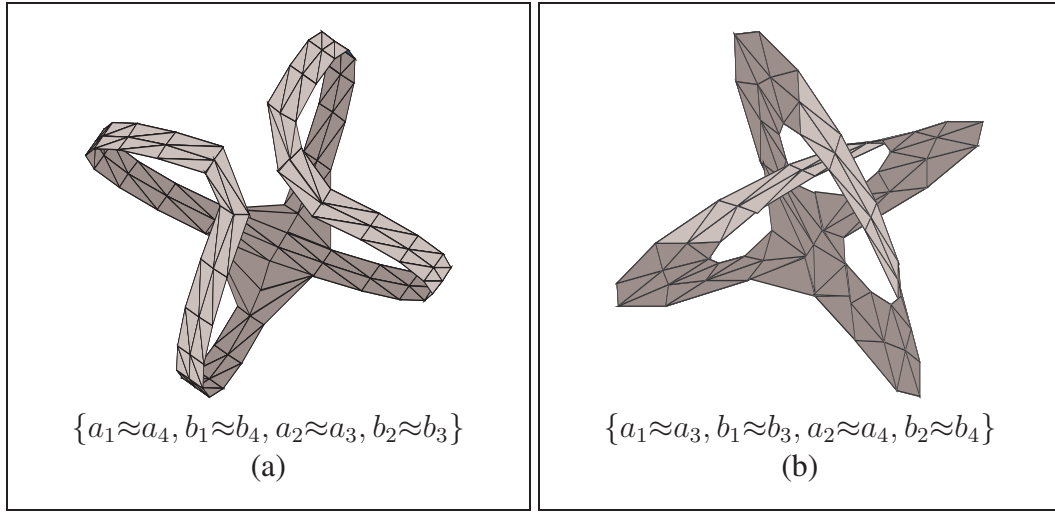 {a₁≈a₄, b₁≈b₄, a₂≈a₃, b₂≈b₃}
(a)
{a₁≈a₃, b₁≈b₃, a₂≈a₄, b₂≈b₄}
(b)